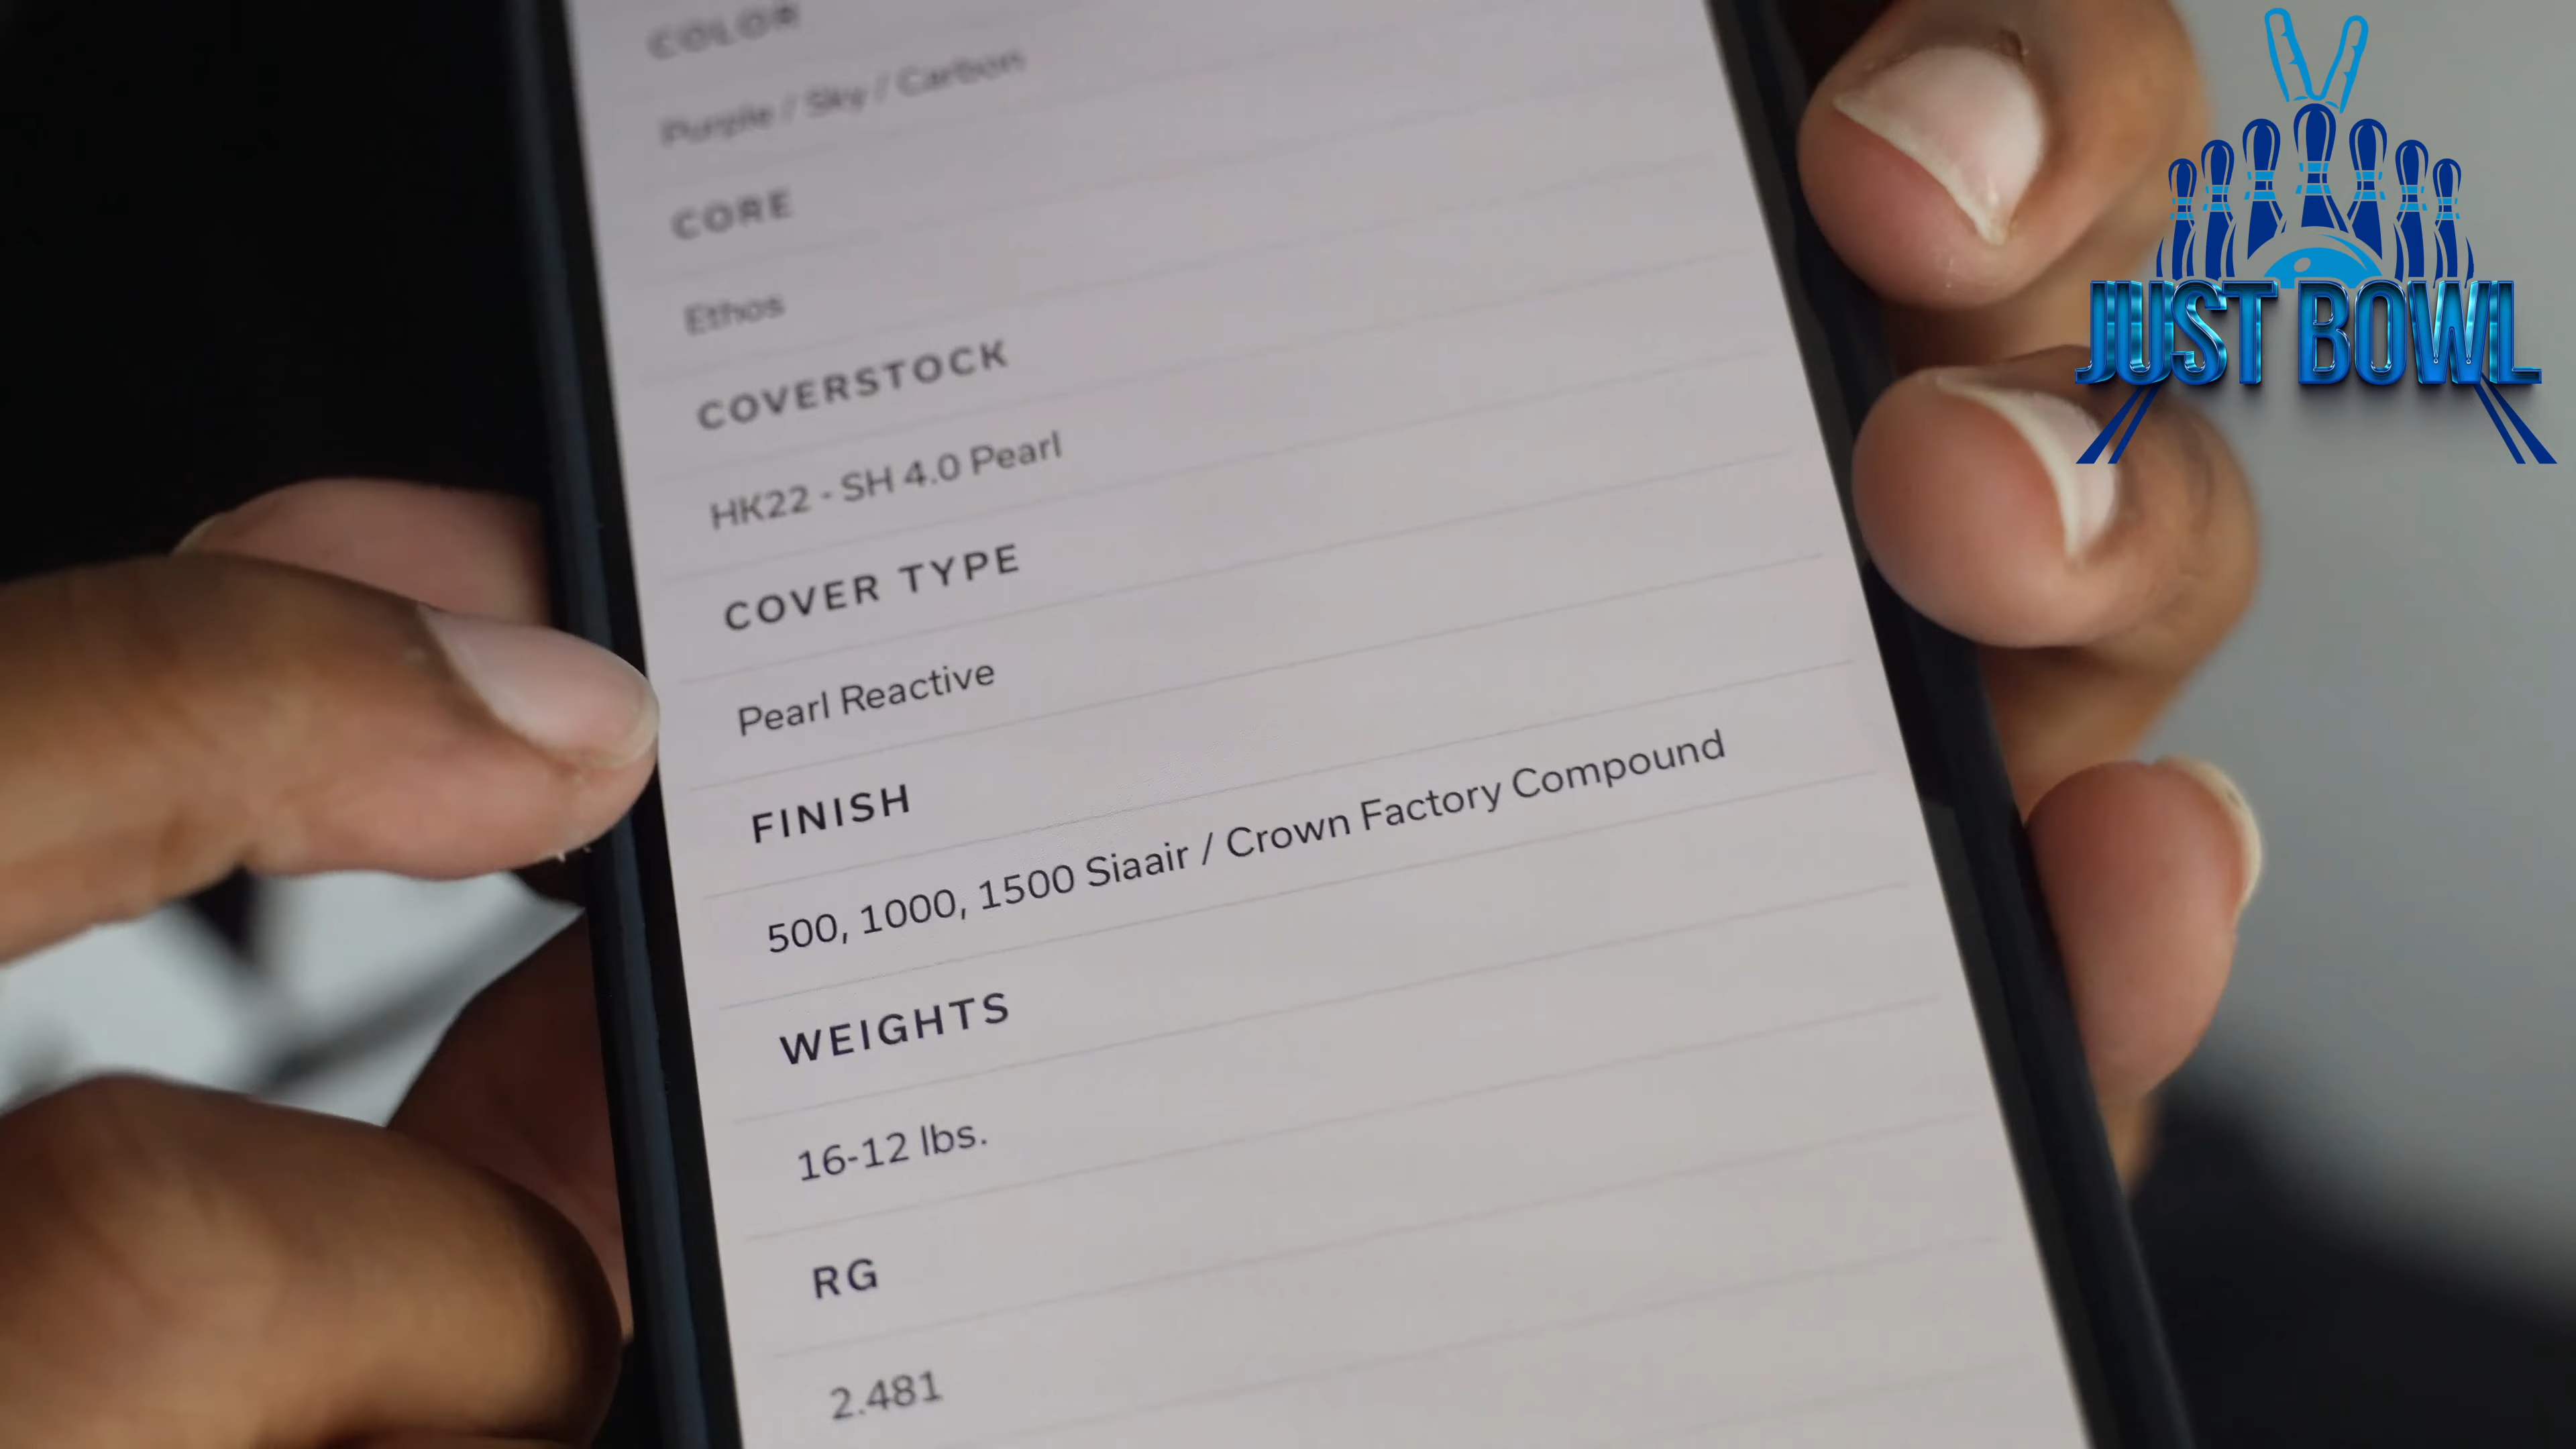 COLOR
Purple / Sky / Carbon
CORE
Ethos
COVERSTOCK
HK22 - SH 4.0 Pearl
COVER TYPE
Pearl Reactive
FINISH
500, 1000, 1500 Siaair / Crown Factory Compound
WEIGHTS
16-12 lbs.
RG
2.481
JUST BOWL